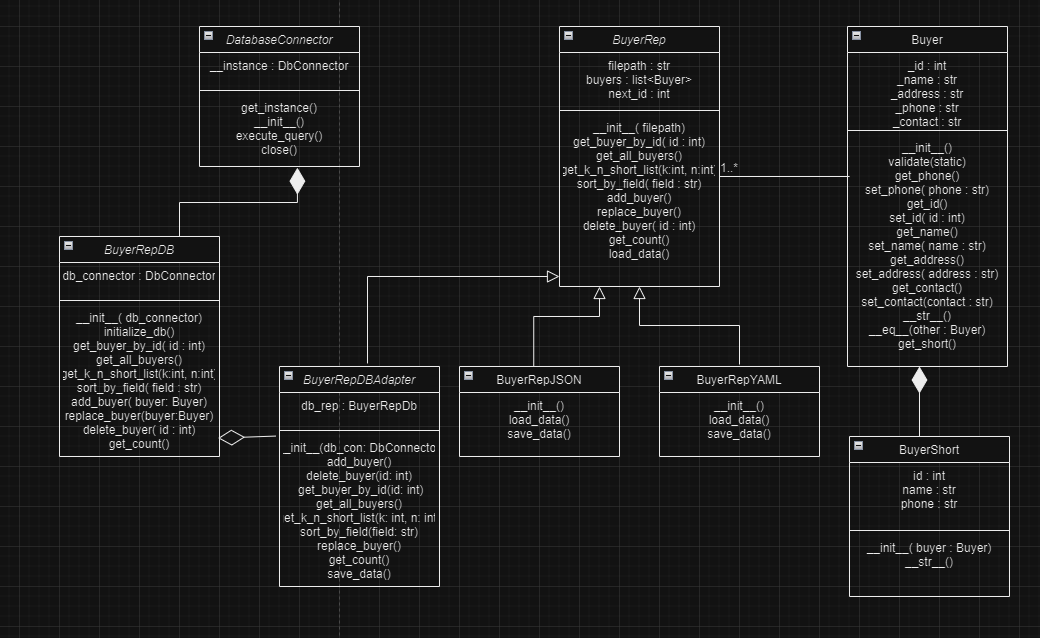 DatabaseConnector
__instance : DbConnector
get_instance()
__init__()
execute_query()
close()
BuyerRep
filepath : str
buyers : list<Buyer>
next_id : int
__init__( filepath)
get_buyer_by_id( id : int)
get_all_buyers()
get_k_n_short_list(k:int, n:int)
sort_by_field( field : str)
add_buyer()
replace_buyer()
delete_buyer( id : int)
get_count()
load_data()
1..*
Buyer
_id : int
_name : str
_address : str
_phone : str
_contact : str
__init__()
validate(static)
get_phone()
set_phone( phone : str)
get_id()
set_id( id : int)
get_name()
set_name( name : str)
get_address()
set_address( address : str)
get_contact()
set_contact(contact : str)
__str__()
__eq__(other : Buyer)
get_short()
BuyerRepDB
db_connector : DbConnector
__init__( db_connector)
initialize_db()
get_buyer_by_id( id : int)
get_all_buyers()
get_k_n_short_list(k:int, n:int)
sort_by_field( field : str)
add_buyer( buyer: Buyer)
replace_buyer(buyer:Buyer)
delete_buyer( id : int)
get_count()
BuyerRepDBAdapter
db_rep : BuyerRepDb
_init__(db_con: DbConnecto
add_buyer()
delete_buyer(id: int)
get_buyer_by_id(id: int)
get_all_buyers()
et_k_n_short_list(k: int, n: int
sort_by_field(field: str)
replace_buyer()
get_count()
save_data()
BuyerRepJSON
__init__()
load_data()
save_data()
BuyerRepYAML
__init__()
load_data()
save_data()
BuyerShort
id : int
name : str
phone : str
__init__( buyer : Buyer)
__str__()